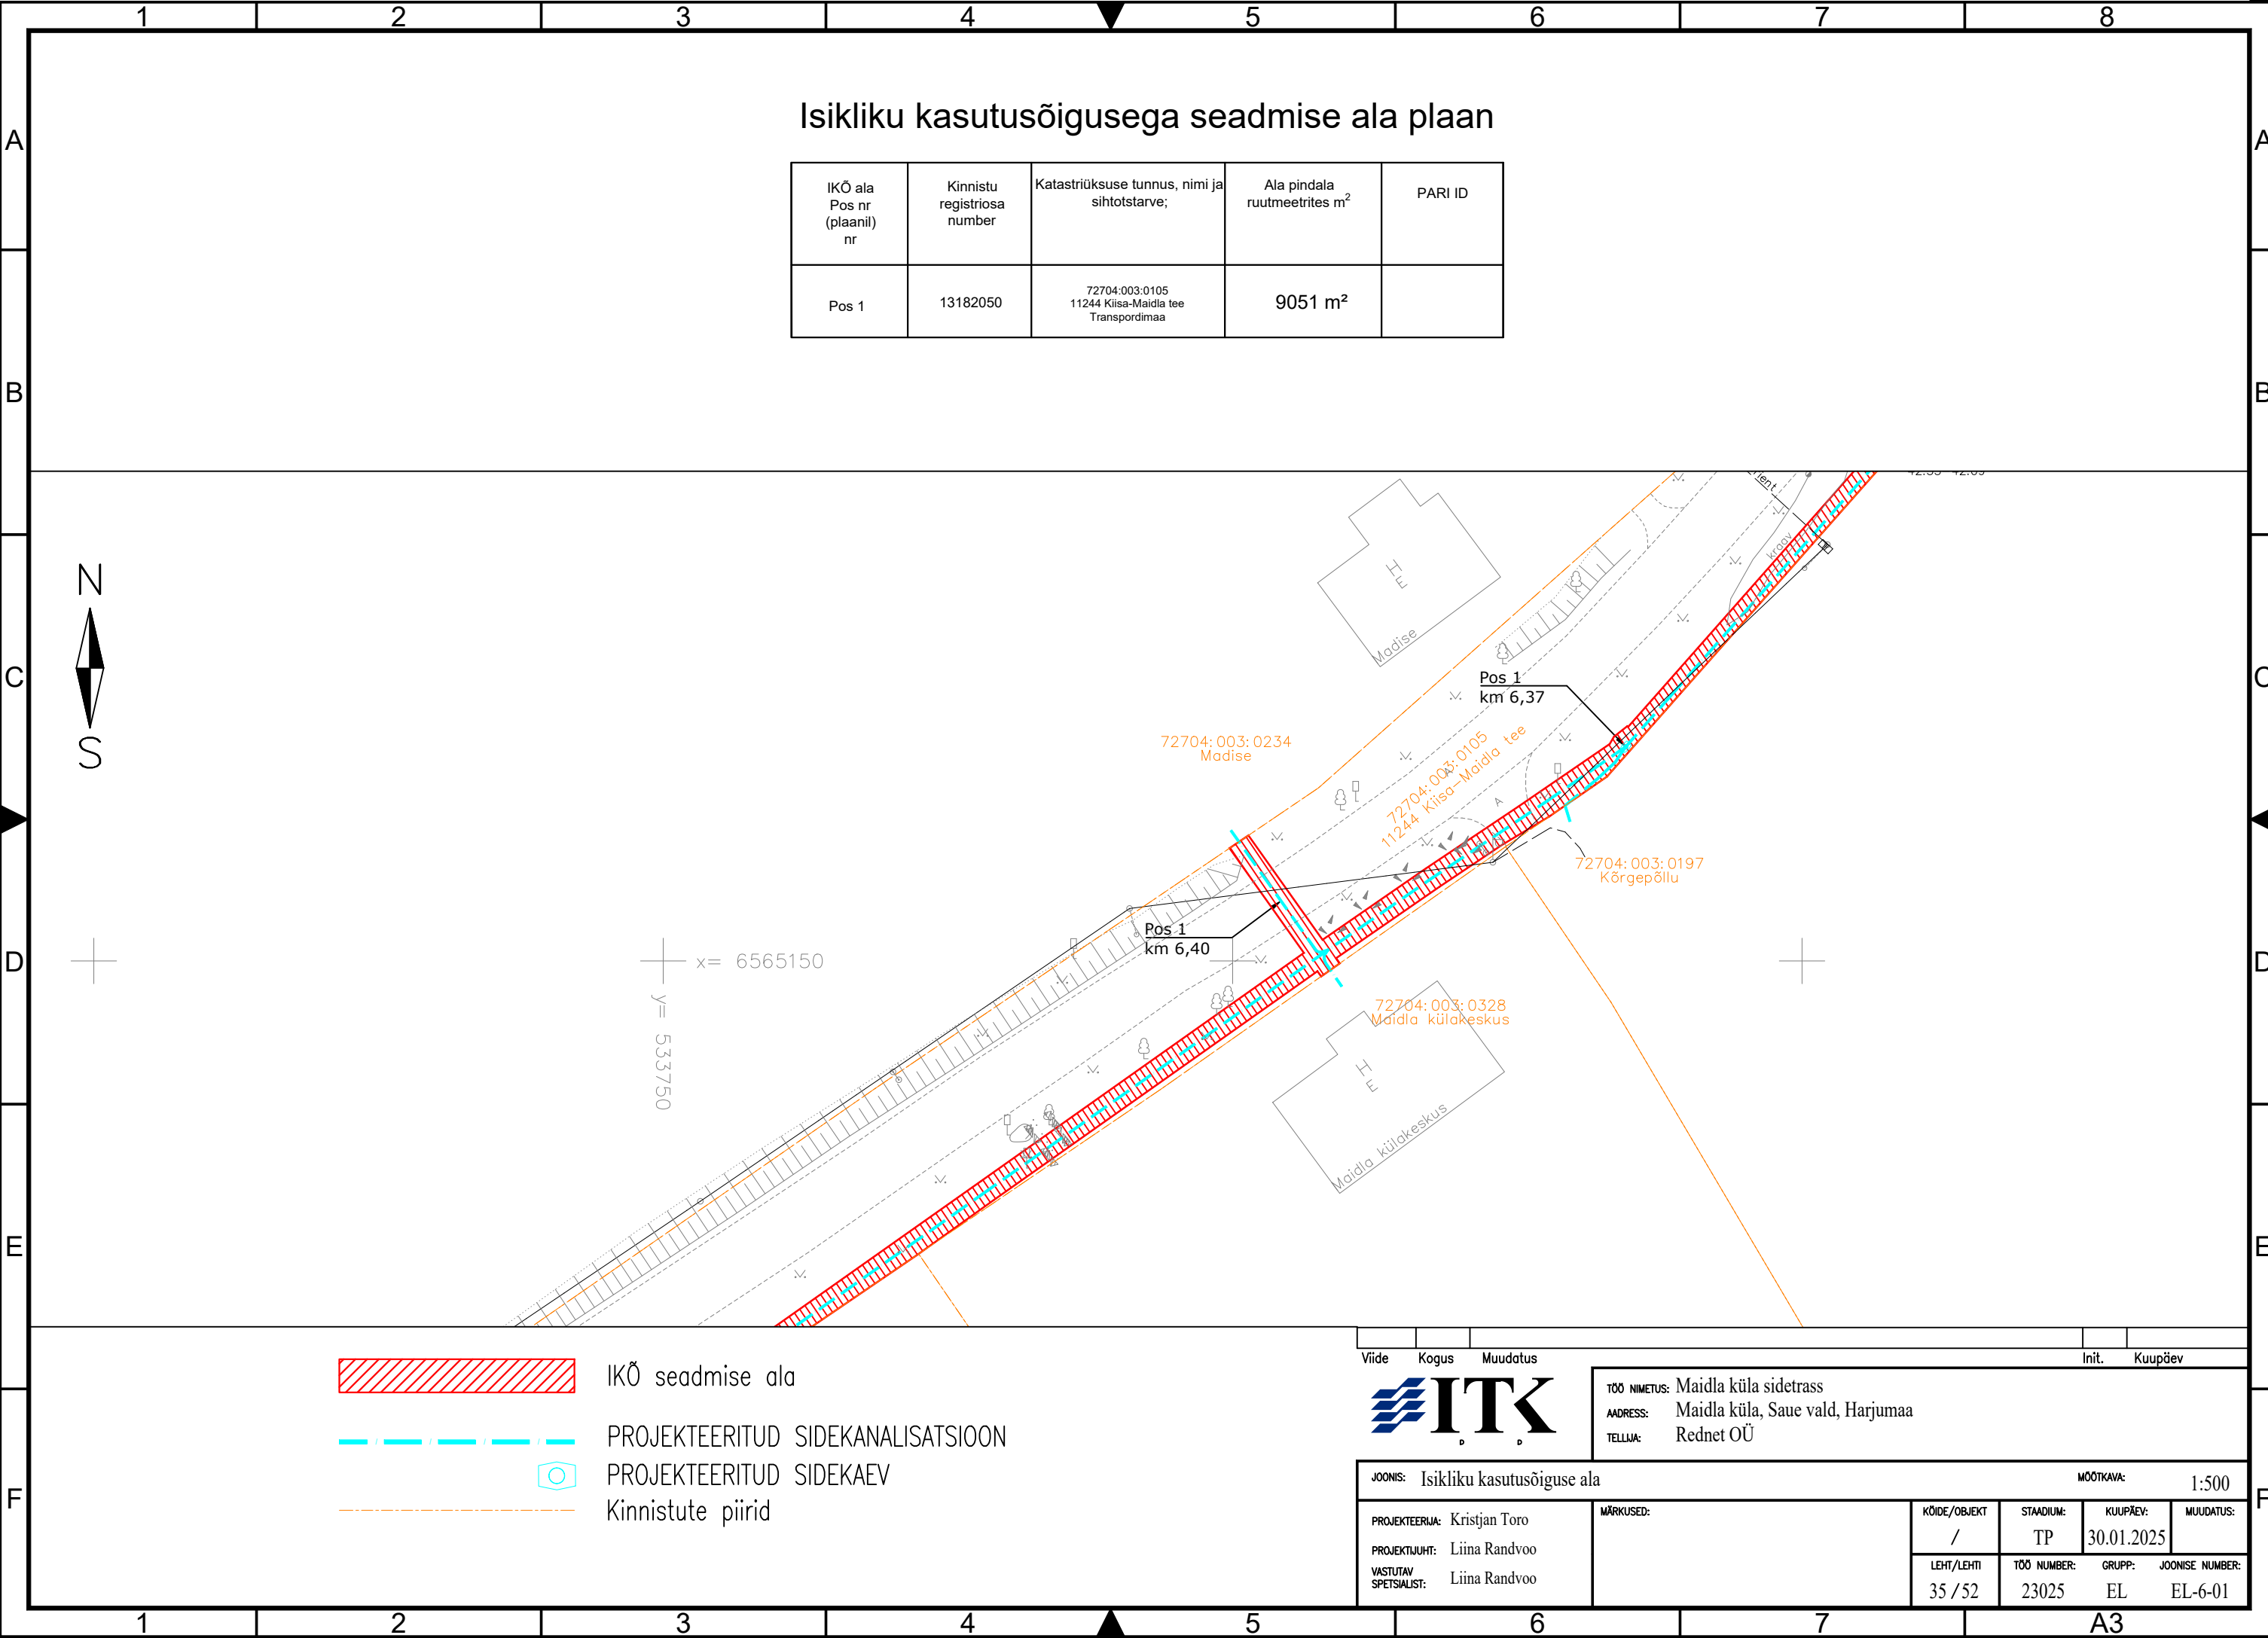 1 2 3 4 5 6 7 8
A A
B B
C C
D D
E E
F F
Isikliku kasutusõigusega seadmise ala plaan
IKÕ ala
Pos nr
(plaanil)
nr
Kinnistu
registriosa
number
Katastriüksuse tunnus, nimi ja
sihtotstarve;
Ala pindala
ruutmeetrites m²
PARI ID
Pos 1
13182050
72704:003:0105
11244 Kiisa-Maidla tee
Transpordimaa
9051 m²
N
S
kraav
H
E
Madise
Pos 1
km 6,37
72704:003:0234
Madise
72704:003:0105
11244 Kiisa-Maidla tee
A
A
72704:003:0197
Kõrgepõllu
Pos 1
km 6,40
x= 6565150
y= 533750
72704:003:0328
Maidla külakeskus
H
E
Maidla külakeskus
IKÕ seadmise ala
PROJEKTEERITUD SIDEKANALISATSIOON
PROJEKTEERITUD SIDEKAEV
Kinnistute piirid
Viide Kogus Muudatus Init. Kuupäev
ITK
TÖÖ NIMETUS: Maidla küla sidetrass
AADRESS: Maidla küla, Saue vald, Harjumaa
TELLIJA: Rednet OÜ
JOONIS: Isikliku kasutusõiguse ala
MÕÕTKAVA: 1:500
PROJEKTEERIJA: Kristjan Toro
PROJEKTIJUHT: Liina Randvoo
VASTUTAV
SPETSIALIST: Liina Randvoo
MÄRKUSED:
KÖIDE/OBJEKT STAADIUM: KUUPÄEV: MUUDATUS:
/ TP 30.01.2025
LEHT/LEHTI TÖÖ NUMBER: GRUPP: JOONISE NUMBER:
35 / 52 23025 EL EL-6-01
1 2 3 4 5 6 7 A3